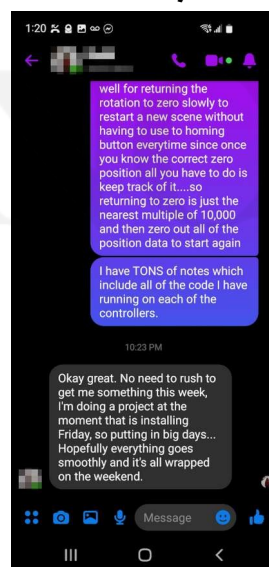 1:20
well for returning the
rotation to zero slowly to
restart a new scene without
having to use to homing
button everytime since once
you know the correct zero
position all you have to do is
keep track of it....so
returning to zero is just the
nearest multiple of 10,000
and then zero out all of the
position data to start again
I have TONS of notes which
include all of the code I have
running on each of the
controllers.
10:23 PM
Okay great. No need to rush to
get me something this week,
I'm doing a project at the
moment that is installing
Friday, so putting in big days...
Hopefully everything goes
smoothly and it's all wrapped
on the weekend.
Message